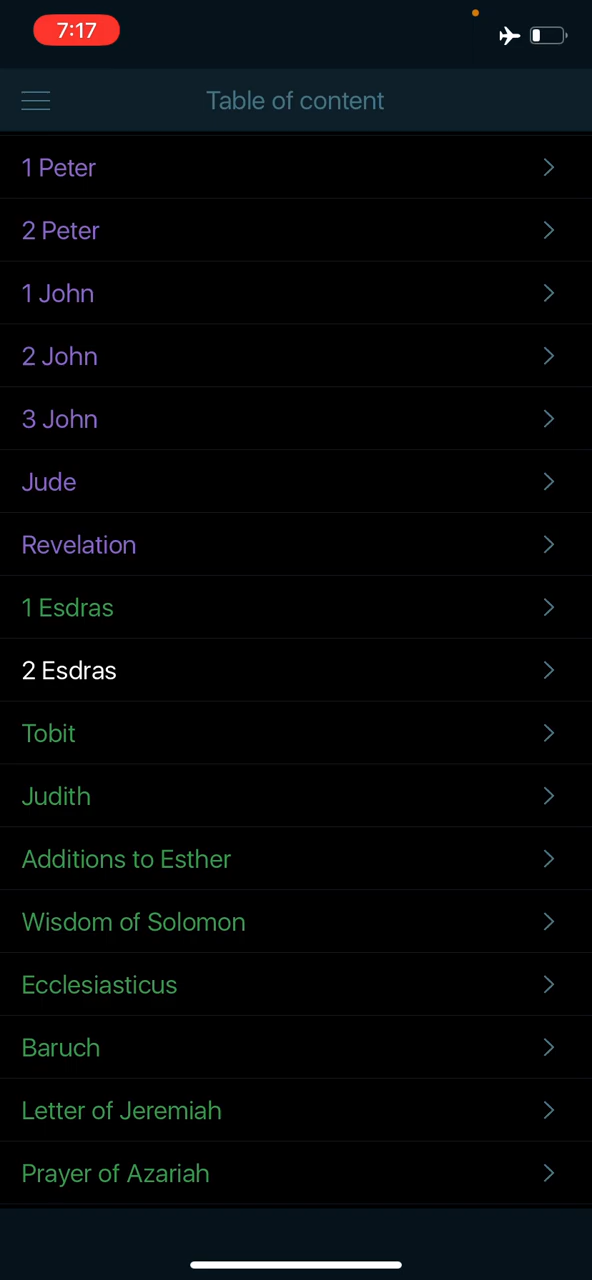 7:17
Table of content
1 Peter
2 Peter
1 John
2 John
3 John
Jude
Revelation
1 Esdras
2 Esdras
Tobit
Judith
Additions to Esther
Wisdom of Solomon
Ecclesiasticus
Baruch
Letter of Jeremiah
Prayer of Azariah